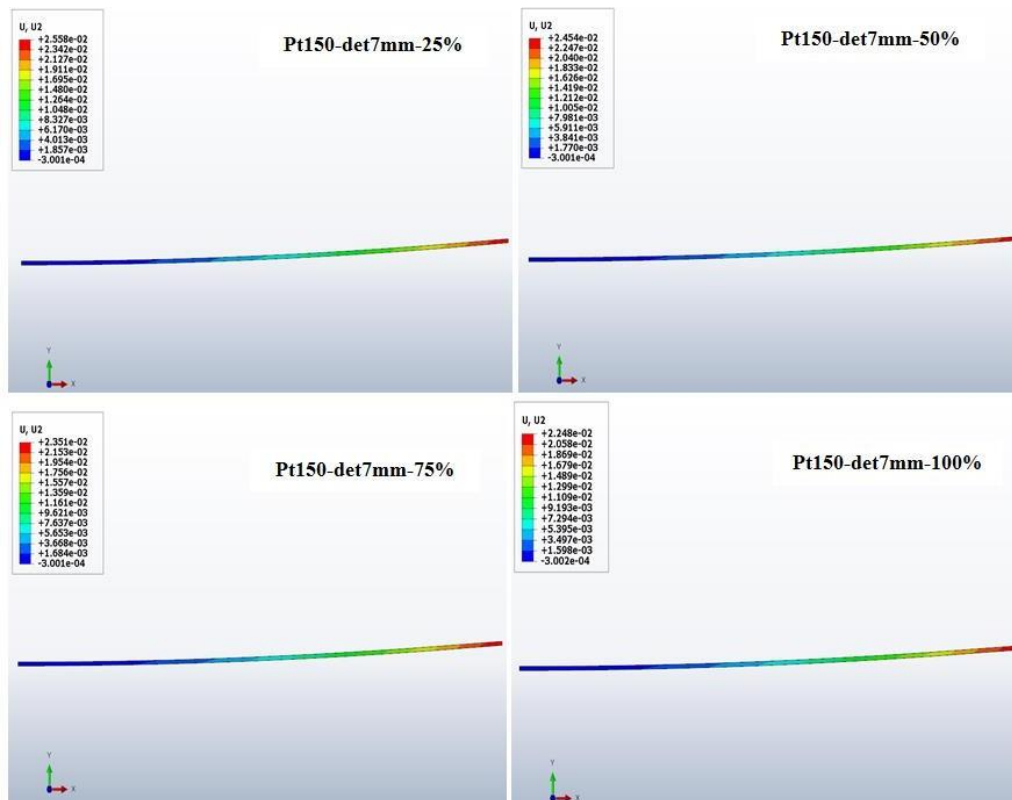 U, U2
+2.558e-02
+2.342e-02
+2.127e-02
+1.911e-02
+1.695e-02
+1.480e-02
+1.264e-02
+1.048e-02
+8.327e-03
+6.170e-03
+4.013e-03
+1.857e-03
-3.001e-04
Pt150-det7mm-25%
Y
X
U, U2
+2.454e-02
+2.247e-02
+2.040e-02
+1.833e-02
+1.626e-02
+1.419e-02
+1.212e-02
+1.005e-02
+7.981e-03
+5.911e-03
+3.841e-03
+1.770e-03
-3.001e-04
Pt150-det7mm-50%
Y
X
U, U2
+2.351e-02
+2.153e-02
+1.954e-02
+1.756e-02
+1.557e-02
+1.359e-02
+1.161e-02
+9.621e-03
+7.637e-03
+5.653e-03
+3.668e-03
+1.684e-03
-3.001e-04
Pt150-det7mm-75%
Y
X
U, U2
+2.248e-02
+2.058e-02
+1.869e-02
+1.679e-02
+1.489e-02
+1.299e-02
+1.109e-02
+9.193e-03
+7.294e-03
+5.395e-03
+3.497e-03
+1.598e-03
-3.002e-04
Pt150-det7mm-100%
Y
X